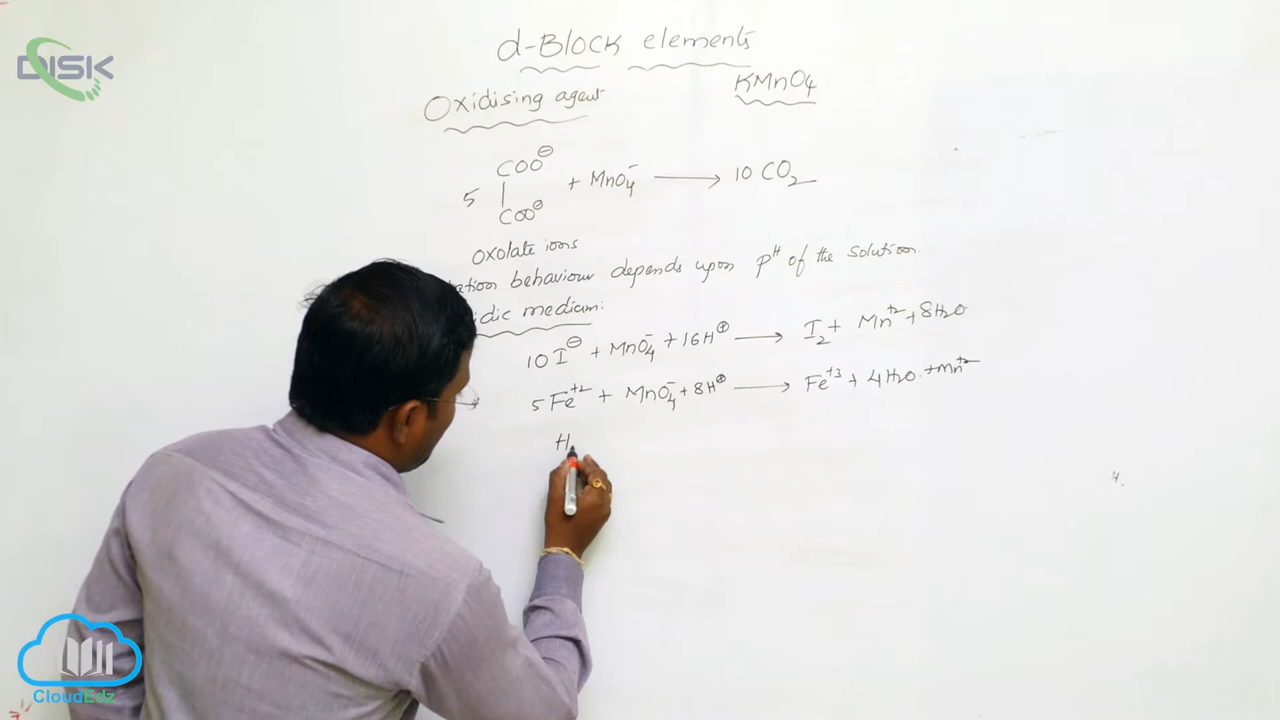 DISK
d-Block elements
KMnO₄
Oxidising agent
5 COO⊖ | COO⊖ + MnO₄⁻ ⟶ 10 CO₂
oxolate ions
behaviour depends upon pH of the solution.
medium:
10 I⊖ + MnO₄⁻ + 16H⊕ ⟶ I₂ + Mn⁺² + 8H₂O
5 Fe⁺² + MnO₄⁻ + 8H⊕ ⟶ Fe⁺³ + 4H₂O. + Mn⁺²
H
CloudEdz